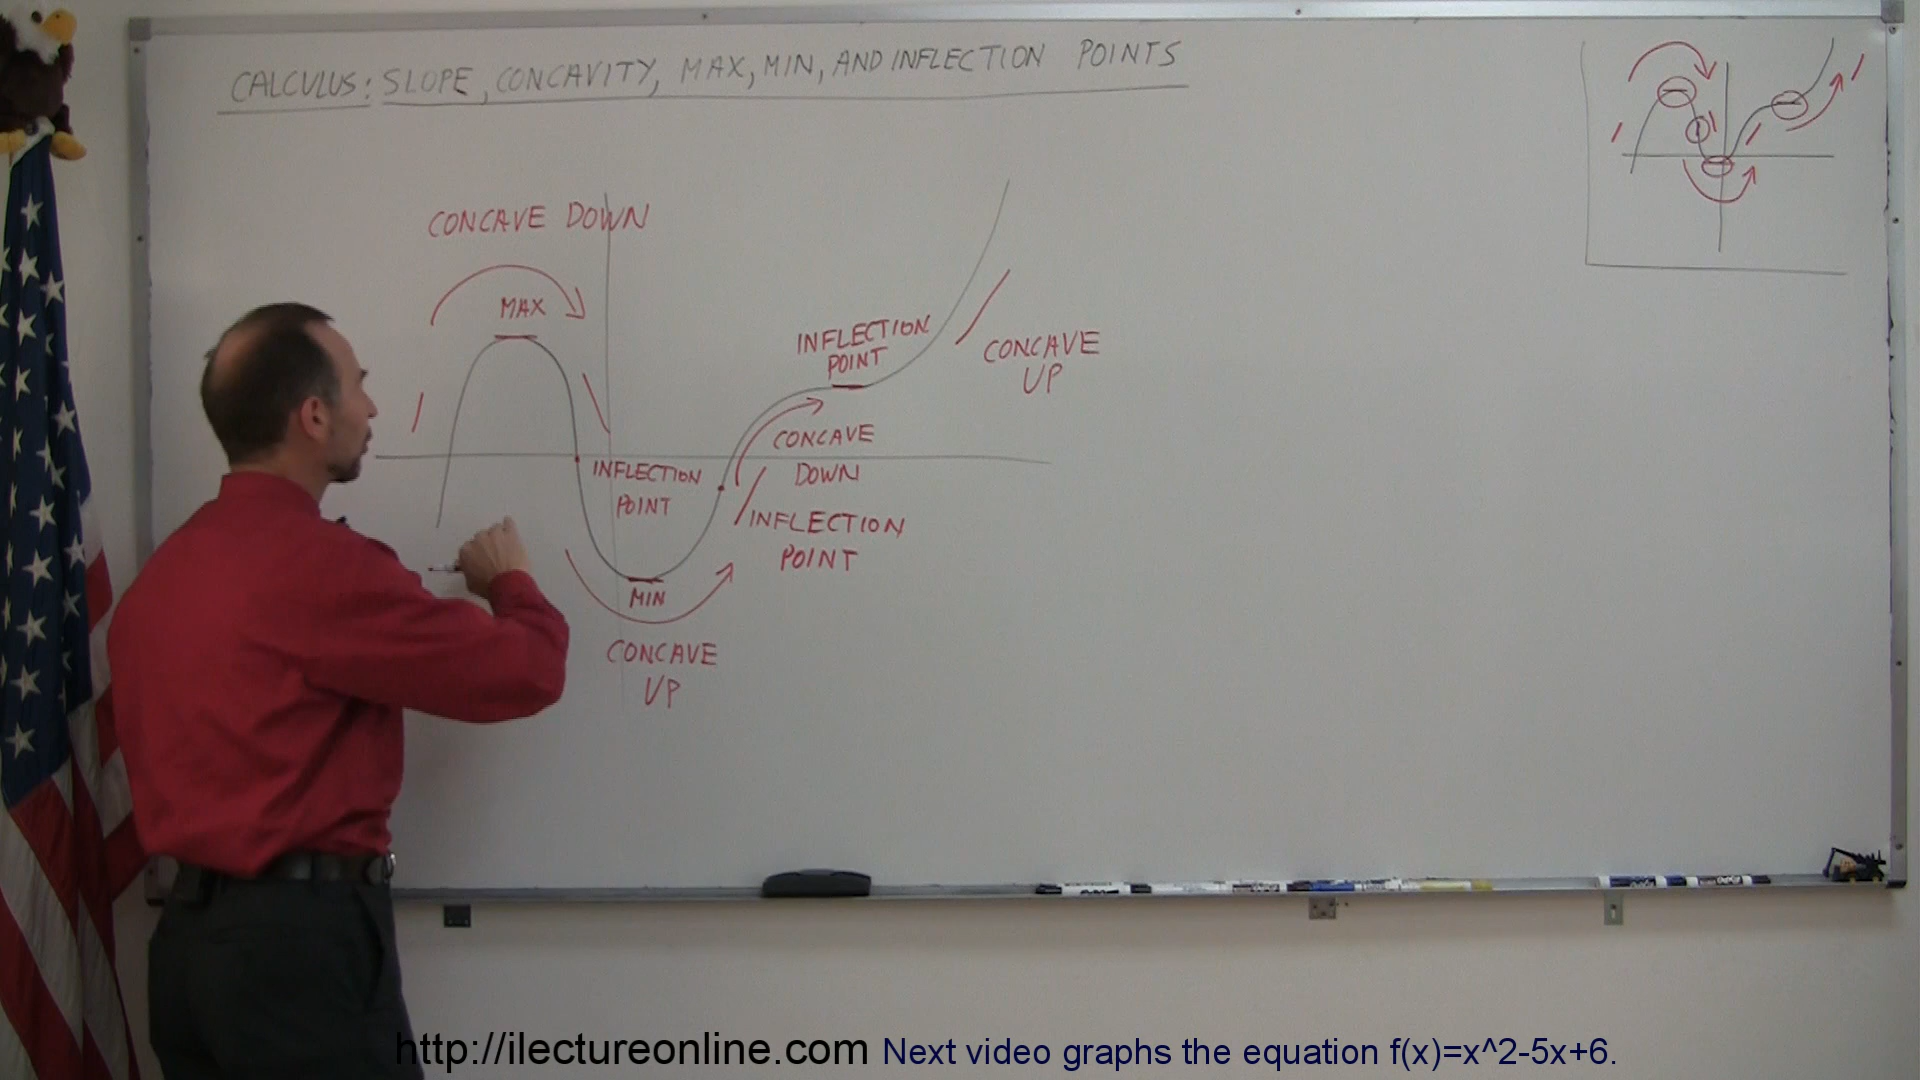 CALCULUS: SLOPE, CONCAVITY, MAX, MIN, AND INFLECTION POINTS
CONCAVE DOWN
MAX
INFLECTION
POINT
CONCAVE
UP
CONCAVE
DOWN
INFLECTION
POINT
INFLECTION
POINT
MIN
CONCAVE
UP
http://ilectureonline.com Next video graphs the equation f(x)=x^2-5x+6.